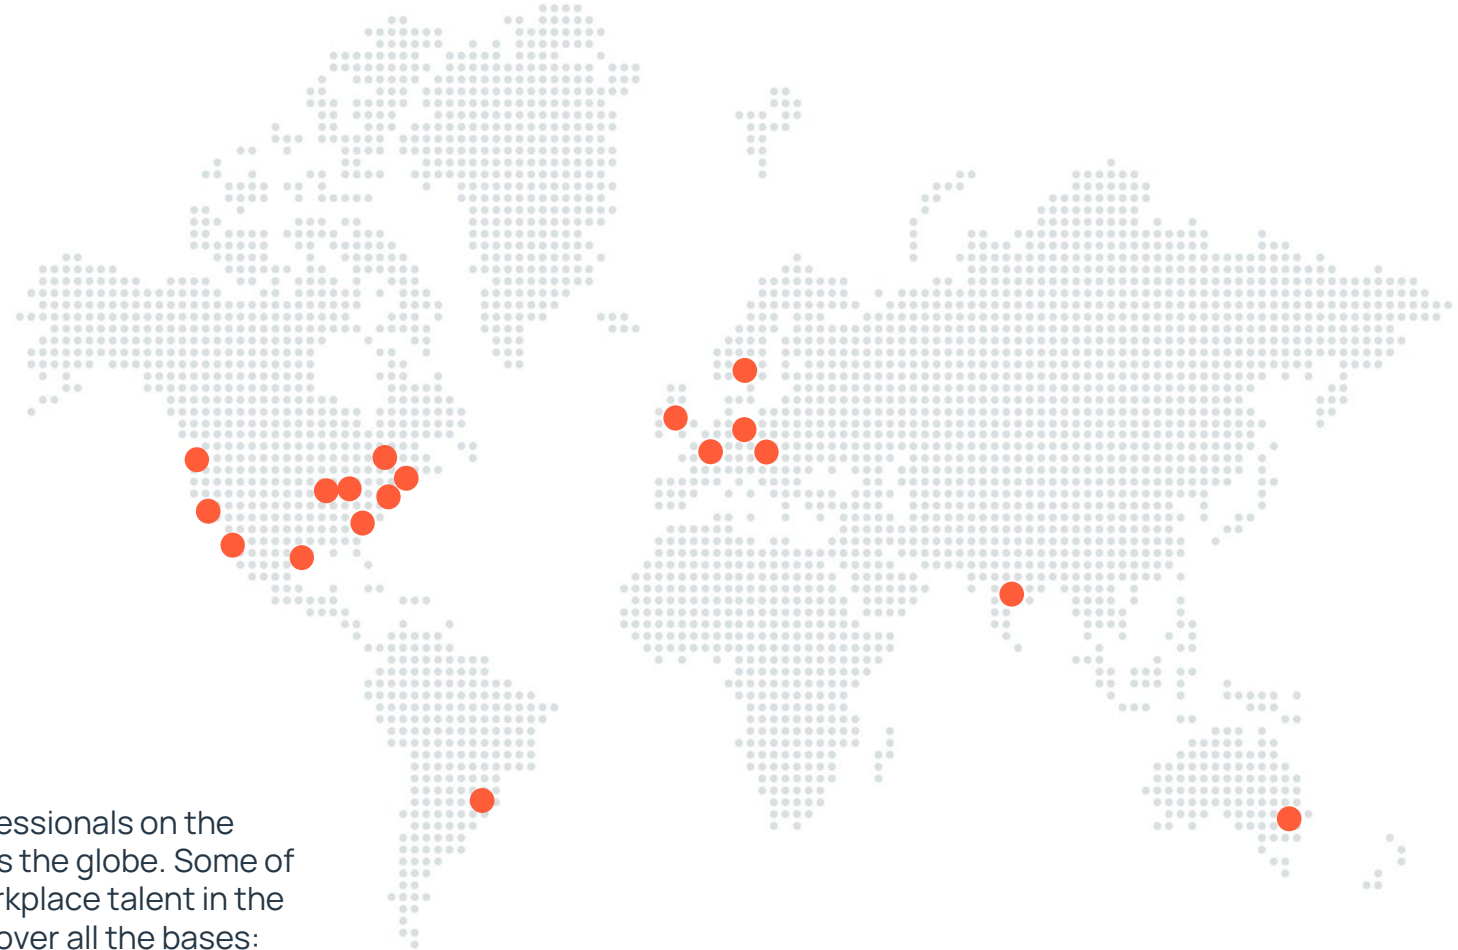 essionals on the
s the globe. Some of
rkplace talent in the
over all the bases: